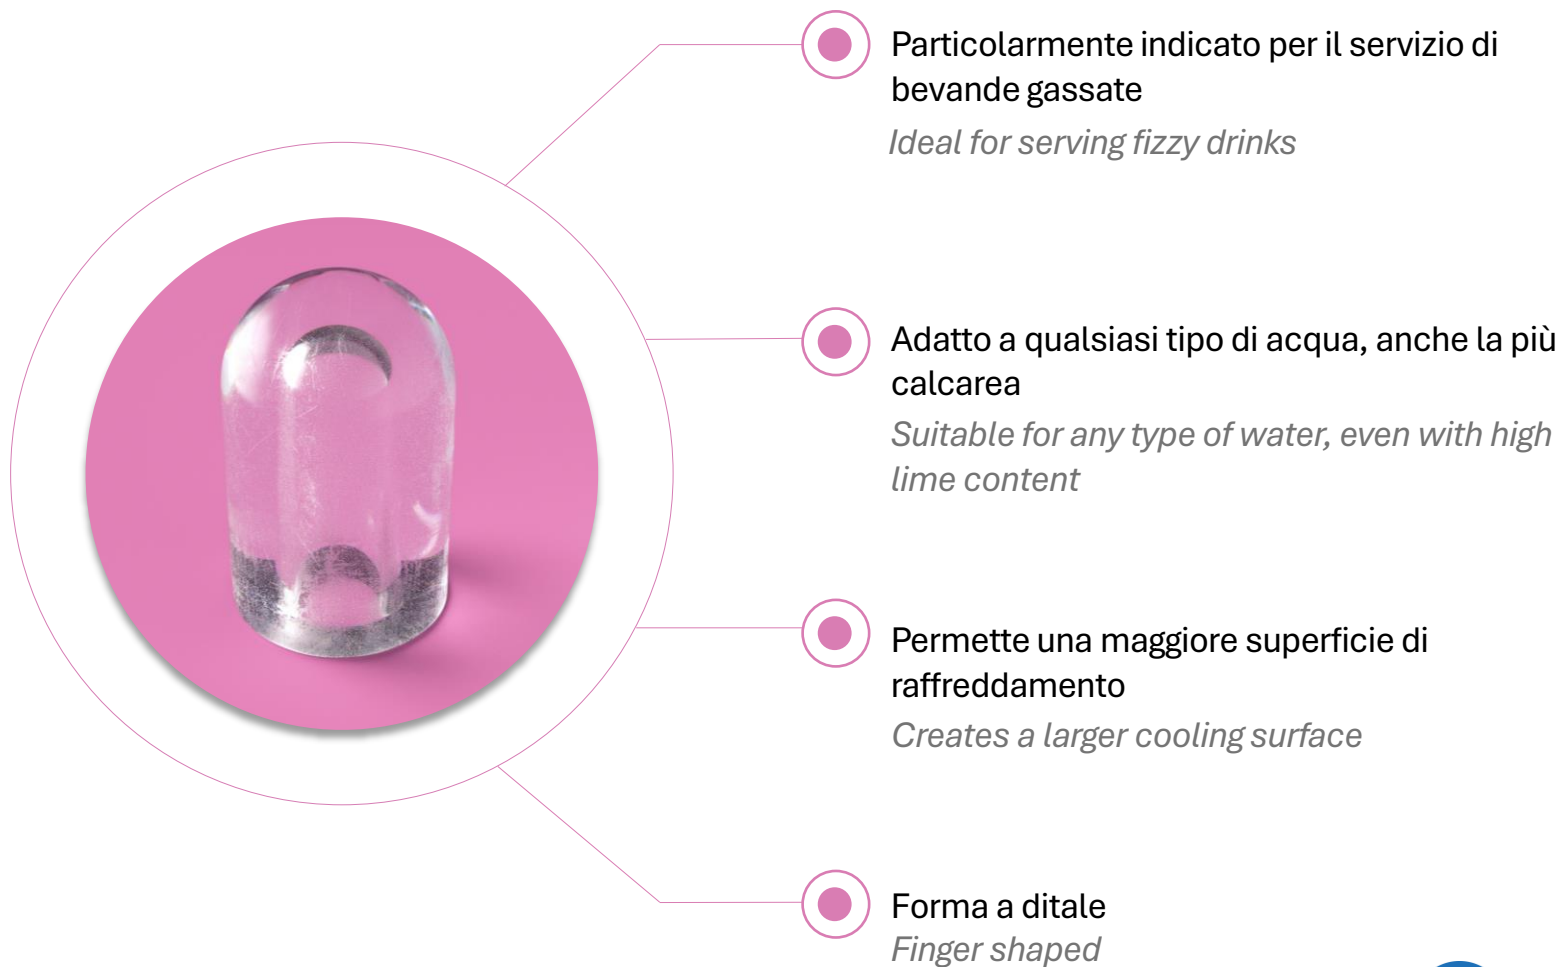 Particolarmente indicato per il servizio di
bevande gassate
Ideal for serving fizzy drinks
Adatto a qualsiasi tipo di acqua, anche la più
calcarea
Suitable for any type of water, even with high
lime content
Permette una maggiore superficie di
raffreddamento
Creates a larger cooling surface
Forma a ditale
Finger shaped